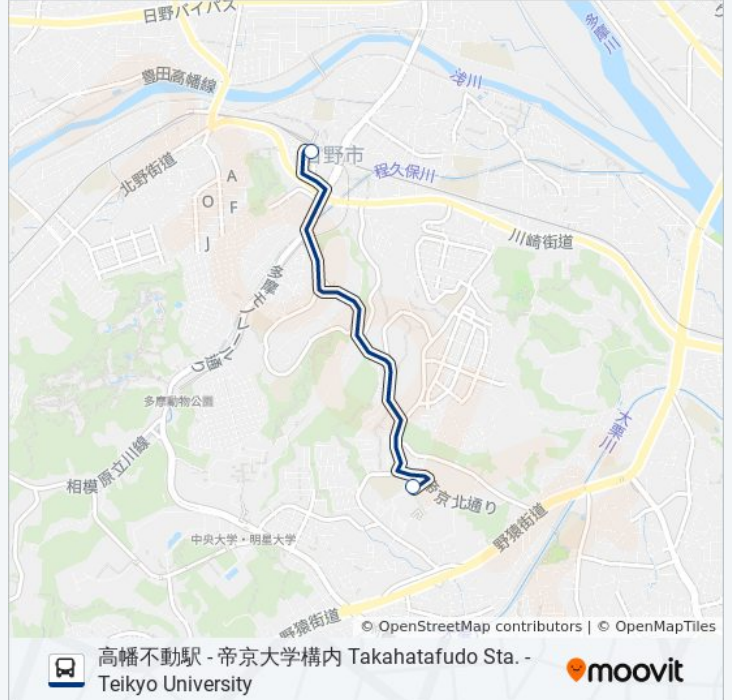 日野バイパス
多摩川
く
豊田高幡線
浅川
日野市
北野街道
程久保川
A
O F
J
川崎街道
多摩モノレール通り
多摩動物公園
大栗川
相模原立川線
帝京北通り
中央大学・明星大学
野猿街道
野猿街道
© OpenStreetMap contributors | © OpenMapTiles
高幡不動駅 - 帝京大学構内 Takahatafudo Sta. -
Teikyo University
moovit